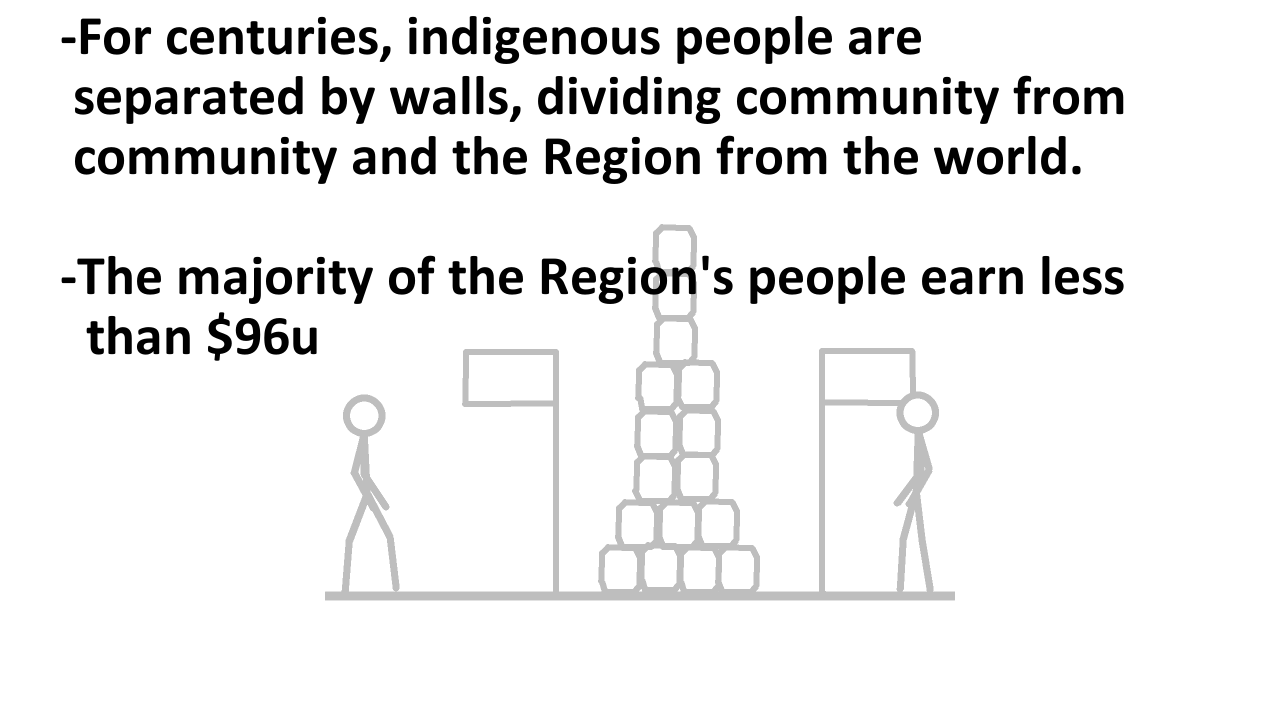 -For centuries, indigenous people are
separated by walls, dividing community from
community and the Region from the world.
-The majority of the Region's people earn less
than $96u